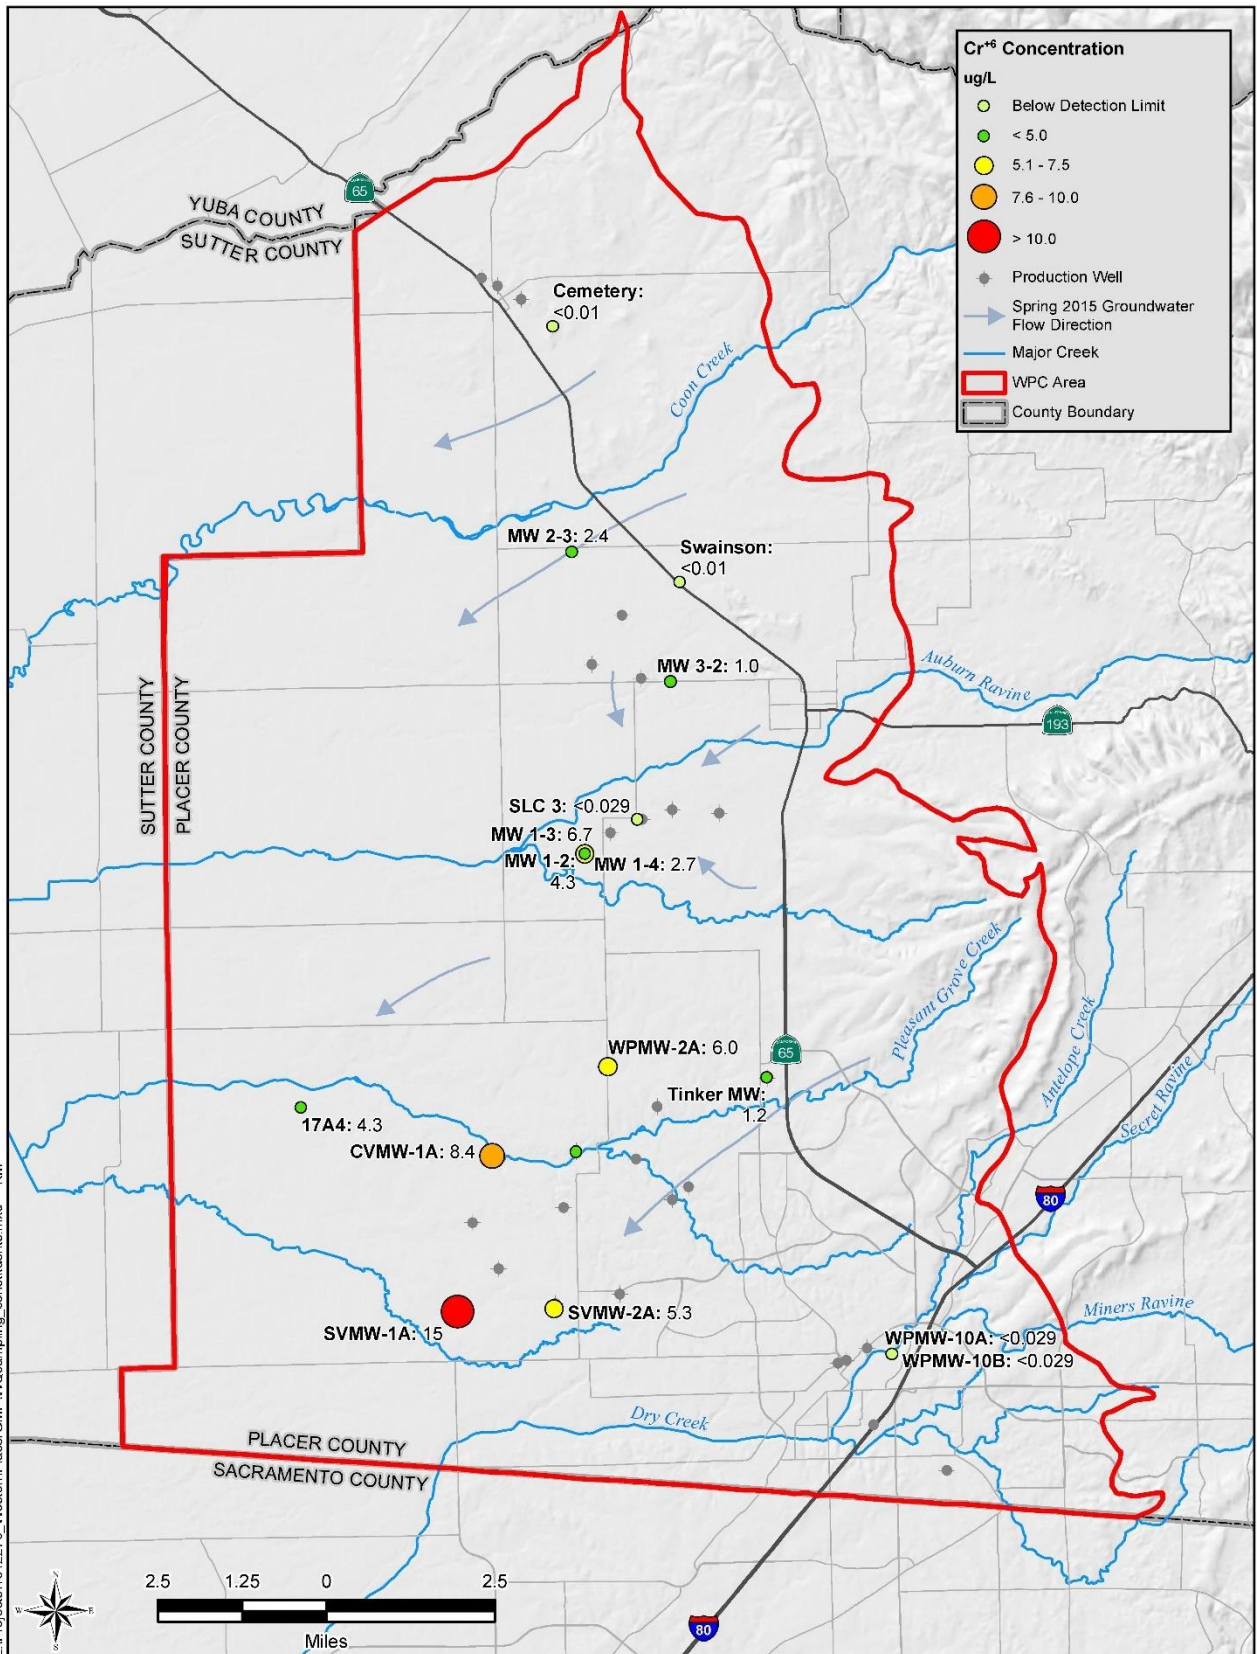 Cr+6 Concentration
ug/L
Below Detection Limit
< 5.0
5.1 - 7.5
7.6 - 10.0
> 10.0
Production Well
Spring 2015 Groundwater
Flow Direction
Major Creek
WPC Area
County Boundary
65
YUBA COUNTY
SUTTER COUNTY
Cemetery:
<0.01
Coon Creek
MW 2-3: 2.4
Swainson:
<0.01
MW 3-2: 1.0
Auburn Ravine
193
SUTTER COUNTY
PLACER COUNTY
SLC 3: <0.029
MW 1-3: 6.7
MW 1-2:
4.3
MW 1-4: 2.7
Pleasant Grove Creek
Antelope Creek
Secret Ravine
WPMW-2A: 6.0
65
Tinker MW:
1.2
17A4: 4.3
CVMW-1A: 8.4
80
SVMW-2A: 5.3
SVMW-1A: 15
Miners Ravine
WPMW-10A: <0.029
WPMW-10B: <0.029
Dry Creek
PLACER COUNTY
SACRAMENTO COUNTY
N
W
E
S
2.5
1.25
0
2.5
Miles
80